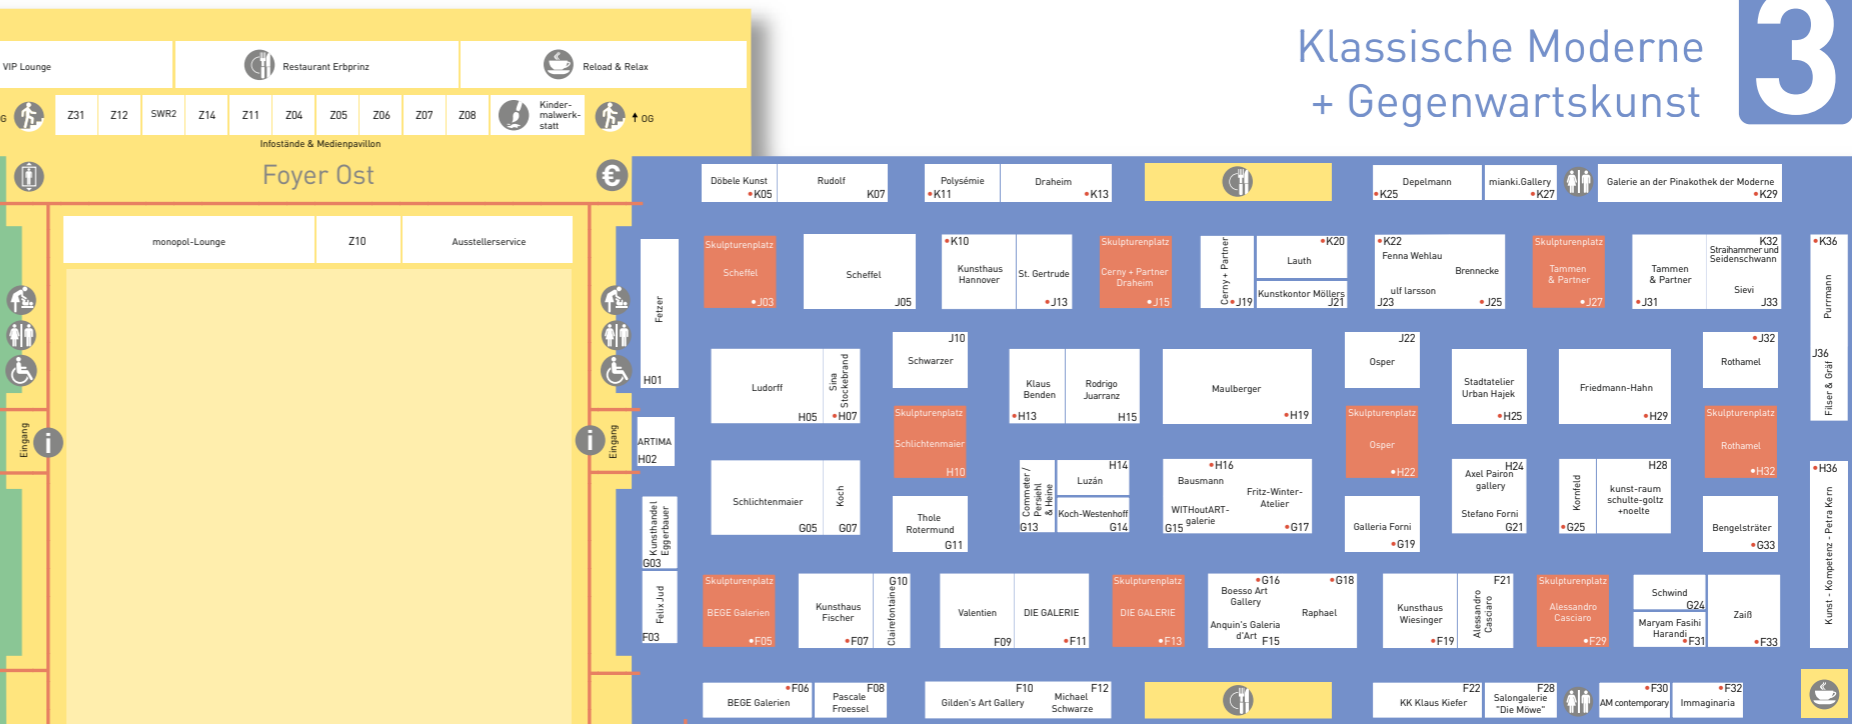 Klassische Moderne
+ Gegenwartskunst
3
VIP Lounge
Restaurant Erbprinz
Reload & Relax
G
Z31
Z12
SWR2
Z14
Z11
Z04
Z05
Z06
Z07
Z08
Kinder-
malwerk-
statt
OG
Infostände & Medienpavillon
Foyer Ost
€
monopol-Lounge
Z10
Ausstellerservice
Eingang
i
i
Eingang
Döbele Kunst
K05
Rudolf
K07
Polysémie
K11
Draheim
K13
Depelmann
K25
mianki.Gallery
K27
Galerie an der Pinakothek der Moderne
K29
Fetzer
H01
Skulpturenplatz
Scheffel
J03
Scheffel
J05
K10
Kunsthaus
Hannover
St. Gertrude
J13
Skulpturenplatz
Cerny + Partner
Draheim
J15
Cerny + Partner
J19
K20
Lauth
Kunstkontor Möllers
J21
K22
Fenna Wehlau
Brennecke
ulf larsson
J23
J25
Skulpturenplatz
Tammen
& Partner
J27
Tammen
& Partner
J31
K32
Straihammer und
Seidenschwann
Sievi
J33
K36
Purrmann
J36
Filser & Gräf
Ludorff
H05
Sina
Stockebrand
H07
J10
Schwarzer
Klaus
Benden
H13
Rodrigo
Juarranz
H15
Maulberger
H19
J22
Osper
Stadtatelier
Urban Hajek
H25
Friedmann-Hahn
H29
J32
Rothamel
ARTIMA
H02
Skulpturenplatz
Schlichtenmaier
H10
Skulpturenplatz
Osper
H22
Skulpturenplatz
Rothamel
H32
Kunsthandel
Eggerbauer
G03
Schlichtenmaier
G05
Koch
G07
Thole
Rotermund
G11
Commeter /
Persiehl
& Heine
G13
H14
Luzán
Koch-Westenhoff
G14
H16
Bausmann
Fritz-Winter-
Atelier
WITHoutART-
galerie
G15
G17
Galleria Forni
G19
H24
Axel Pairon
gallery
Stefano Forni
G21
Kornfeld
G25
H28
kunst-raum
schulte-goltz
+noelte
Bengelsträter
G33
H36
Kunst - Kompetenz - Petra Kern
Felix Jud
F03
Skulpturenplatz
BEGE Galerien
F05
Kunsthaus
Fischer
F07
G10
Clairefontaine
Valentien
F09
DIE GALERIE
F11
Skulpturenplatz
DIE GALERIE
F13
G16
Boesso Art
Gallery
G18
Raphael
Anquin's Galeria
d'Art
F15
Kunsthaus
Wiesinger
F19
F21
Alessandro
Casciaro
Skulpturenplatz
Alessandro
Casciaro
F29
Schwind
G24
Maryam Fasihi
Harandi
F31
Zaiß
F33
F06
BEGE Galerien
F08
Pascale
Froessel
F10
Gilden's Art Gallery
F12
Michael
Schwarze
F22
KK Klaus Kiefer
F28
Salongalerie
"Die Möwe"
F30
AM contemporary
F32
Immaginaria